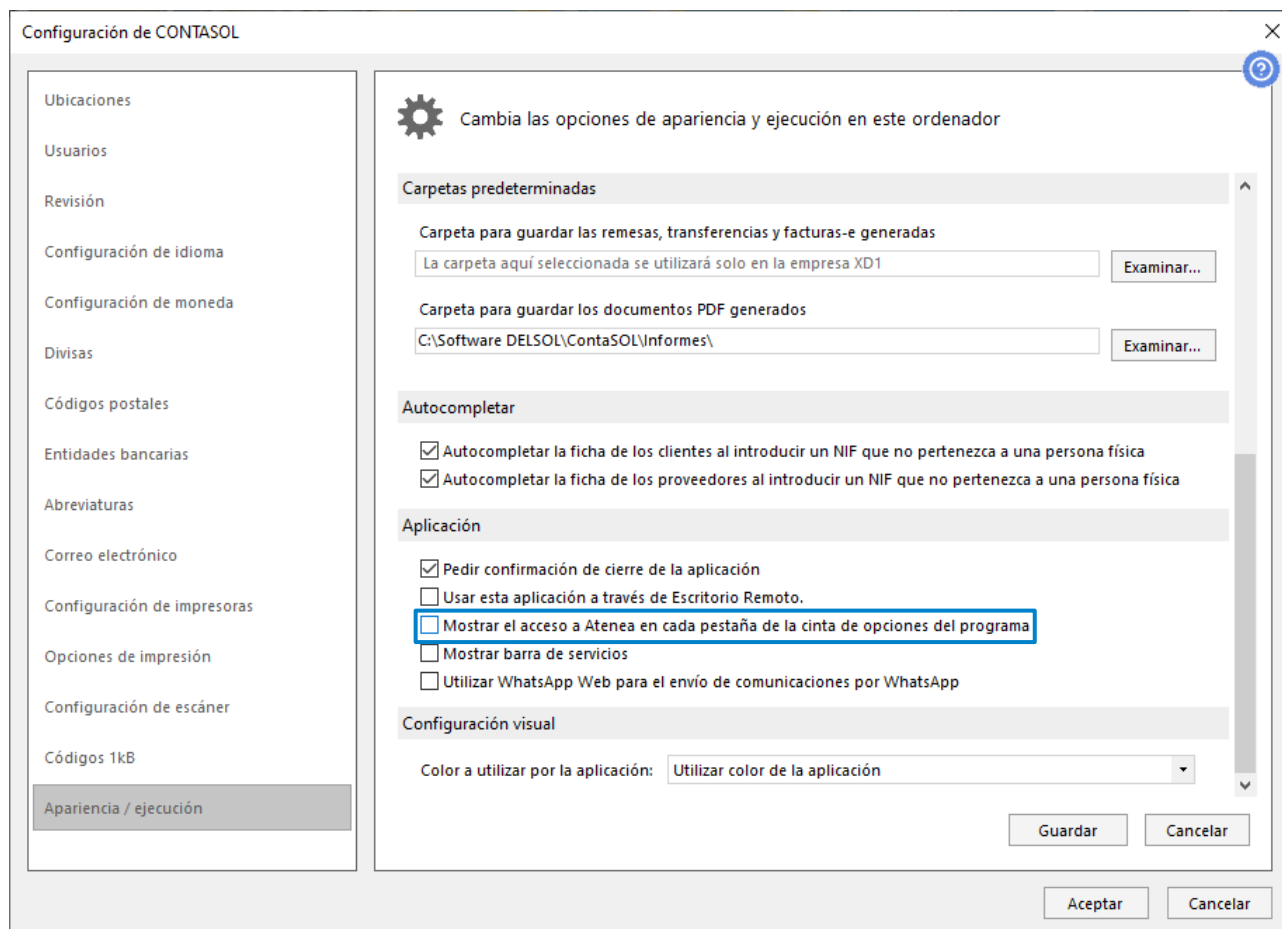 Configuración de CONTASOL
Ubicaciones
Usuarios
Revisión
Configuración de idioma
Configuración de moneda
Divisas
Códigos postales
Entidades bancarias
Abreviaturas
Correo electrónico
Configuración de impresoras
Opciones de impresión
Configuración de escáner
Códigos 1kB
Apariencia / ejecución
?
Cambia las opciones de apariencia y ejecución en este ordenador
Carpetas predeterminadas
Carpeta para guardar las remesas, transferencias y facturas-e generadas
La carpeta aquí seleccionada se utilizará solo en la empresa XD1
Examinar...
Carpeta para guardar los documentos PDF generados
C:\Software DELSOL\ContaSOL\Informes\
Examinar...
Autocompletar
Autocompletar la ficha de los clientes al introducir un NIF que no pertenezca a una persona física
Autocompletar la ficha de los proveedores al introducir un NIF que no pertenezca a una persona física
Aplicación
Pedir confirmación de cierre de la aplicación
Usar esta aplicación a través de Escritorio Remoto.
Mostrar el acceso a Atenea en cada pestaña de la cinta de opciones del programa
Mostrar barra de servicios
Utilizar WhatsApp Web para el envío de comunicaciones por WhatsApp
Configuración visual
Color a utilizar por la aplicación: Utilizar color de la aplicación
Guardar Cancelar
Aceptar Cancelar